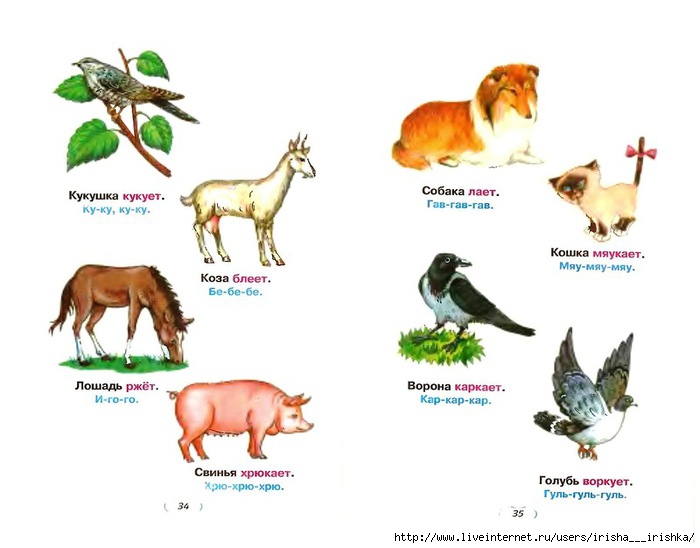 Кукушка кукует.
Ку-ку, ку-ку.
Коза блеет.
Бе-бе-бе.
Лошадь ржёт.
И-го-го.
Свинья хрюкает.
Хрю-хрю-хрю.
34
Собака лает.
Гав-гав-гав.
Кошка мяукает.
Мяу-мяу-мяу.
Ворона каркает.
Кар-кар-кар.
Голубь воркует.
Гуль-гуль-гуль.
35
http://www.liveinternet.ru/users/irisha___irishka/